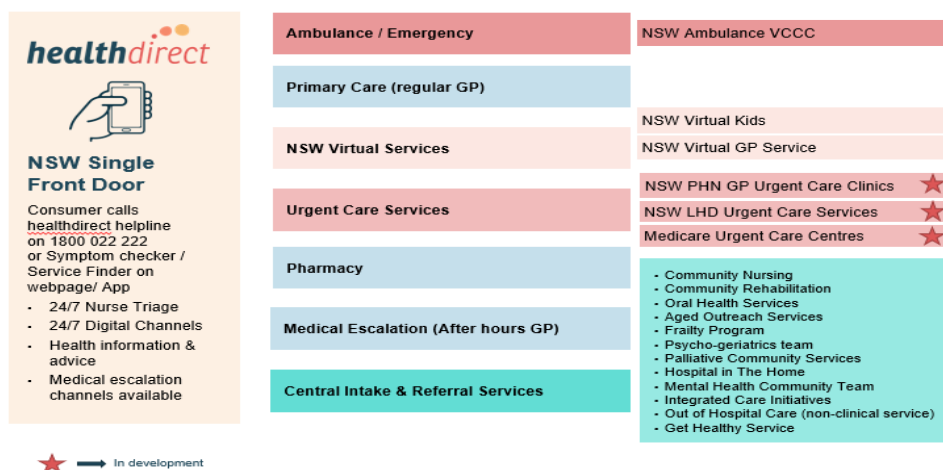 healthdirect
NSW Single
Front Door
Consumer calls
healthdirect helpline
on 1800 022 222
or Symptom checker /
Service Finder on
webpage/ App
- 24/7 Nurse Triage
- 24/7 Digital Channels
- Health information &
advice
- Medical escalation
channels available
Ambulance / Emergency
NSW Ambulance VCCC
Primary Care (regular GP)
NSW Virtual Services
NSW Virtual Kids
NSW Virtual GP Service
Urgent Care Services
NSW PHN GP Urgent Care Clinics
NSW LHD Urgent Care Services
Medicare Urgent Care Centres
Pharmacy
Medical Escalation (After hours GP)
Central Intake & Referral Services
- Community Nursing
- Community Rehabilitation
- Oral Health Services
- Aged Outreach Services
- Frailty Program
- Psycho-geriatrics team
- Palliative Community Services
- Hospital in The Home
- Mental Health Community Team
- Integrated Care Initiatives
- Out of Hospital Care (non-clinical service)
- Get Healthy Service
In development